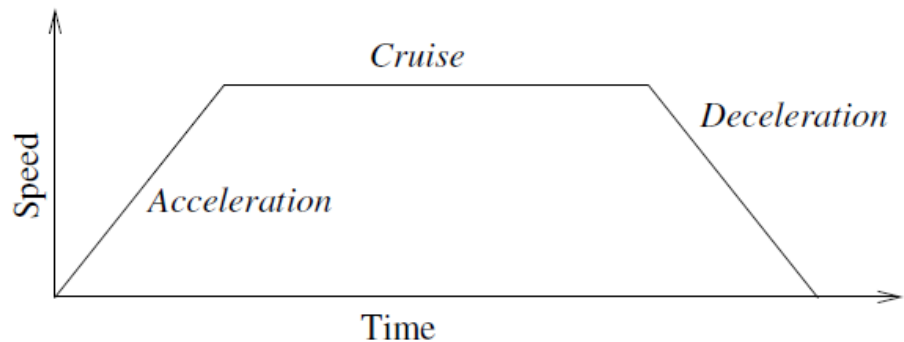 Cruise
Deceleration
Speed
Acceleration
Time